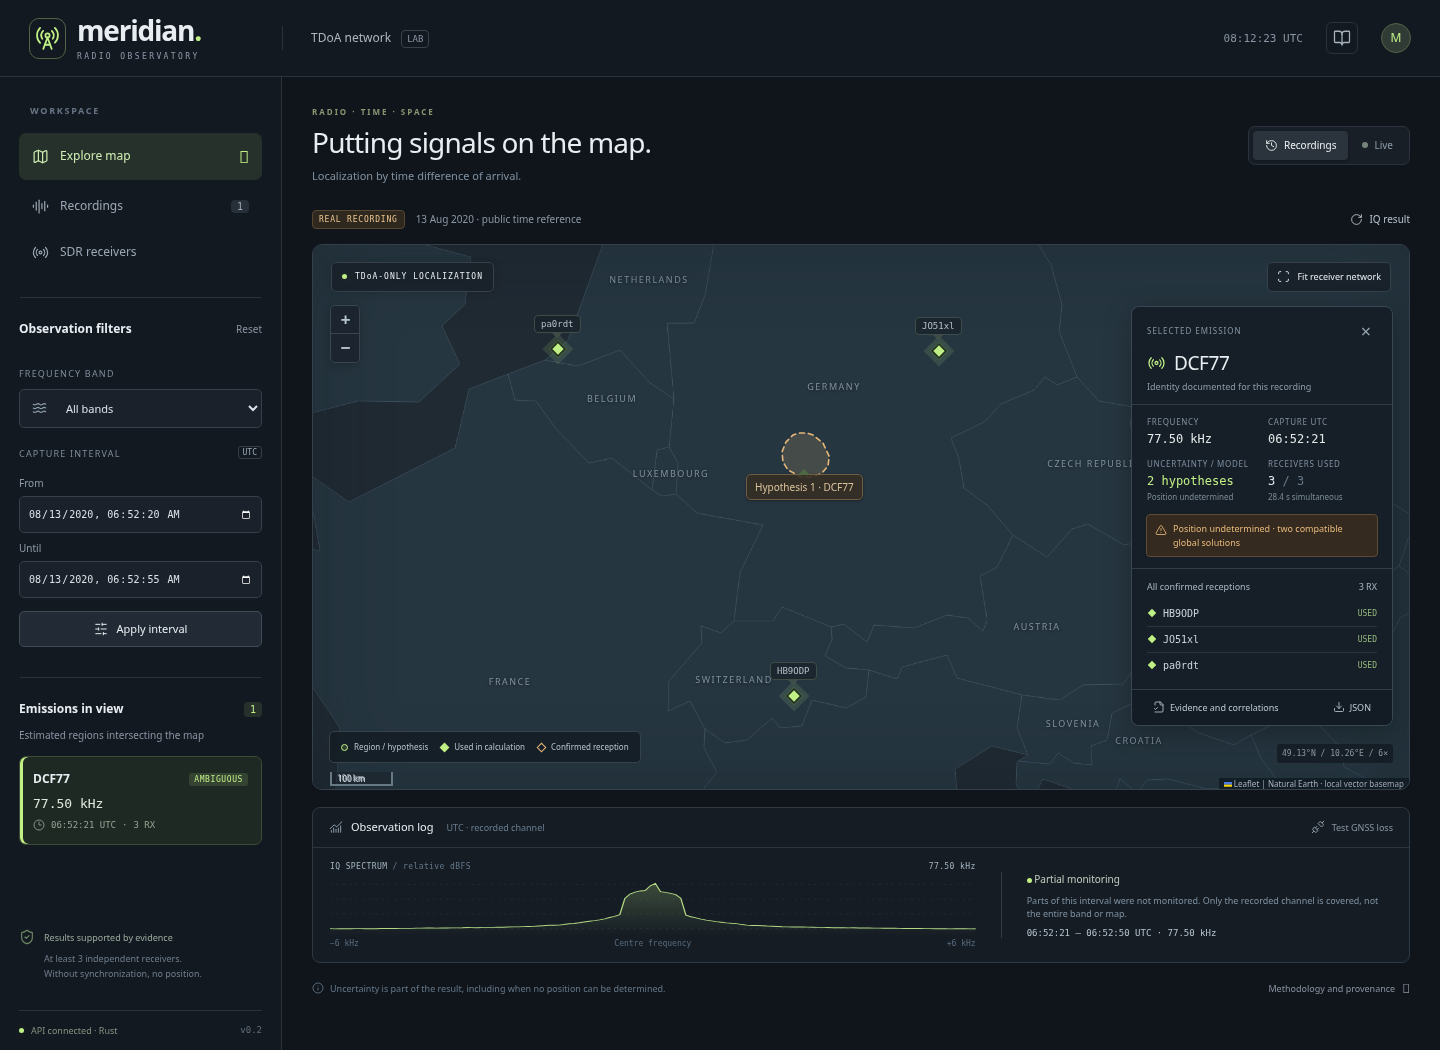 meridian.
RADIO OBSERVATORY
TDoA network
LAB
08:12:23 UTC
M
WORKSPACE
Explore map
Recordings
1
SDR receivers
Observation filters
Reset
FREQUENCY BAND
All bands
CAPTURE INTERVAL
UTC
From
08/13/2020, 06:52:20 AM
Until
08/13/2020, 06:52:55 AM
Apply interval
Emissions in view
1
Estimated regions intersecting the map
DCF77
AMBIGUOUS
77.50 kHz
06:52:21 UTC · 3 RX
Results supported by evidence
At least 3 independent receivers.
Without synchronization, no position.
API connected · Rust
v0.2
RADIO · TIME · SPACE
Putting signals on the map.
Localization by time difference of arrival.
Recordings
Live
REAL RECORDING
13 Aug 2020 · public time reference
IQ result
TDoA-ONLY LOCALIZATION
+
−
Fit receiver network
NETHERLANDS
pa0rdt
JO51xl
GERMANY
BELGIUM
LUXEMBOURG
Hypothesis 1 · DCF77
CZECH REPUBLI
AUSTRIA
FRANCE
SWITZERLAND
HB9ODP
SLOVENIA
CROATIA
SELECTED EMISSION
DCF77
Identity documented for this recording
FREQUENCY
CAPTURE UTC
77.50 kHz
06:52:21
UNCERTAINTY / MODEL
RECEIVERS USED
2 hypotheses
3 / 3
Position undetermined
28.4 s simultaneous
Position undetermined · two compatible
global solutions
All confirmed receptions
3 RX
HB9ODP
USED
JO51xl
USED
pa0rdt
USED
Evidence and correlations
JSON
Region / hypothesis
Used in calculation
Confirmed reception
100 km
49.13°N / 10.26°E / 6×
Leaflet | Natural Earth · local vector basemap
Observation log
UTC · recorded channel
Test GNSS loss
IQ SPECTRUM / relative dBFS
77.50 kHz
−6 kHz
Centre frequency
+6 kHz
Partial monitoring
Parts of this interval were not monitored. Only the recorded channel is covered, not
the entire band or map.
06:52:21 — 06:52:50 UTC · 77.50 kHz
Uncertainty is part of the result, including when no position can be determined.
Methodology and provenance